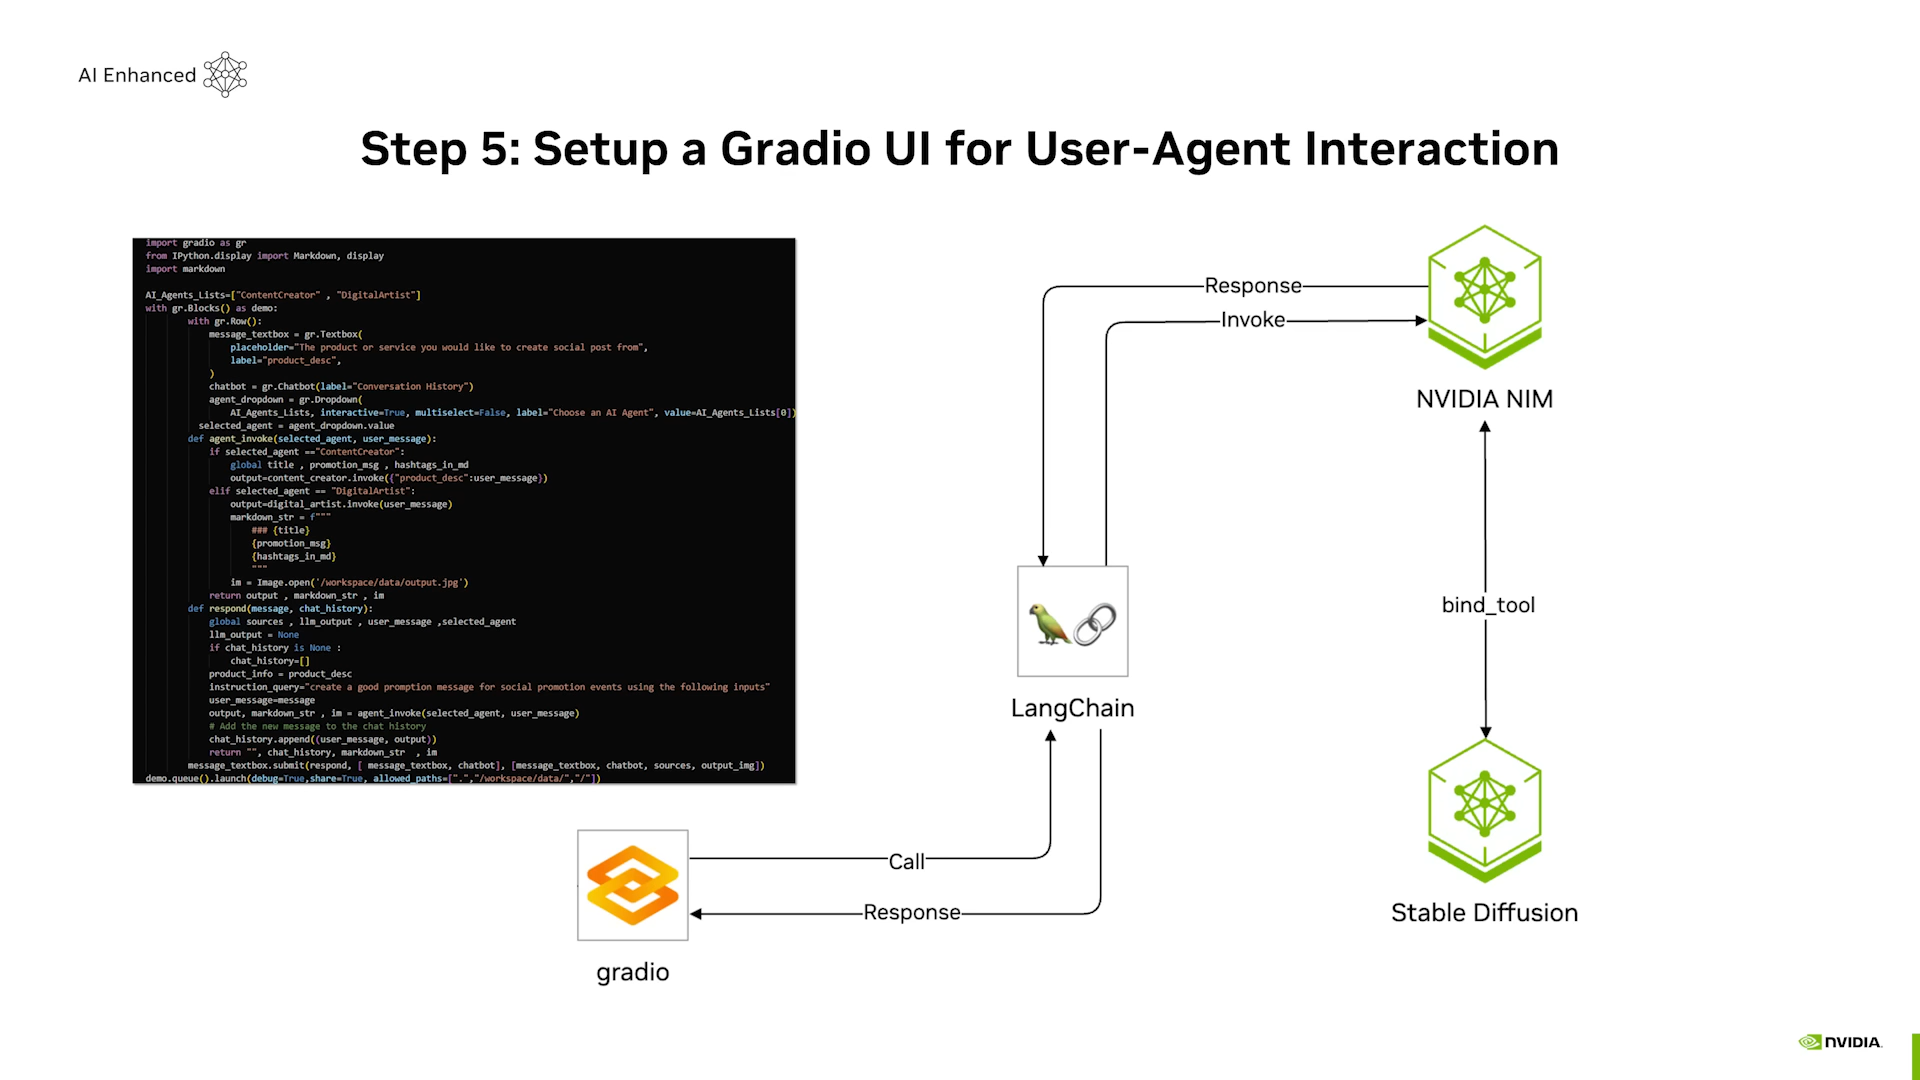 AI Enhanced
Step 5: Setup a Gradio UI for User-Agent Interaction
import gradio as gr
from IPython.display import Markdown, display
import markdown
AI_Agents_Lists=["ContentCreator" , "DigitalArtist"]
with gr.Blocks() as demo:
with gr.Row():
message_textbox = gr.Textbox(
placeholder="The product or service you would like to create social post from",
label="product_desc",
)
chatbot = gr.Chatbot(label="Conversation History")
agent_dropdown = gr.Dropdown(
AI_Agents_Lists, interactive=True, multiselect=False, label="Choose an AI Agent", value=AI_Agents_Lists[0])
selected_agent = agent_dropdown.value
def agent_invoke(selected_agent, user_message):
if selected_agent =="ContentCreator":
global title , promotion_msg , hashtags_in_md
output=content_creator.invoke({"product_desc":user_message})
elif selected_agent == "DigitalArtist":
output=digital_artist.invoke(user_message)
markdown_str = f"""
### {title}
{promotion_msg}
{hashtags_in_md}
"""
im = Image.open('/workspace/data/output.jpg')
return output , markdown_str , im
def respond(message, chat_history):
global sources , llm_output , user_message ,selected_agent
llm_output = None
if chat_history is None :
chat_history=[]
product_info = product_desc
instruction_query="create a good promption message for social promotion events using the following inputs"
user_message=message
output, markdown_str , im = agent_invoke(selected_agent, user_message)
# Add the new message to the chat history
chat_history.append((user_message, output))
return "", chat_history, markdown_str , im
message_textbox.submit(respond, [ message_textbox, chatbot], [message_textbox, chatbot, sources, output_img])
demo.queue().launch(debug=True,share=True, allowed_paths=[".","/workspace/data/","/"])
Response
Invoke
NVIDIA NIM
bind_tool
LangChain
Call
Response
Stable Diffusion
gradio
NVIDIA.